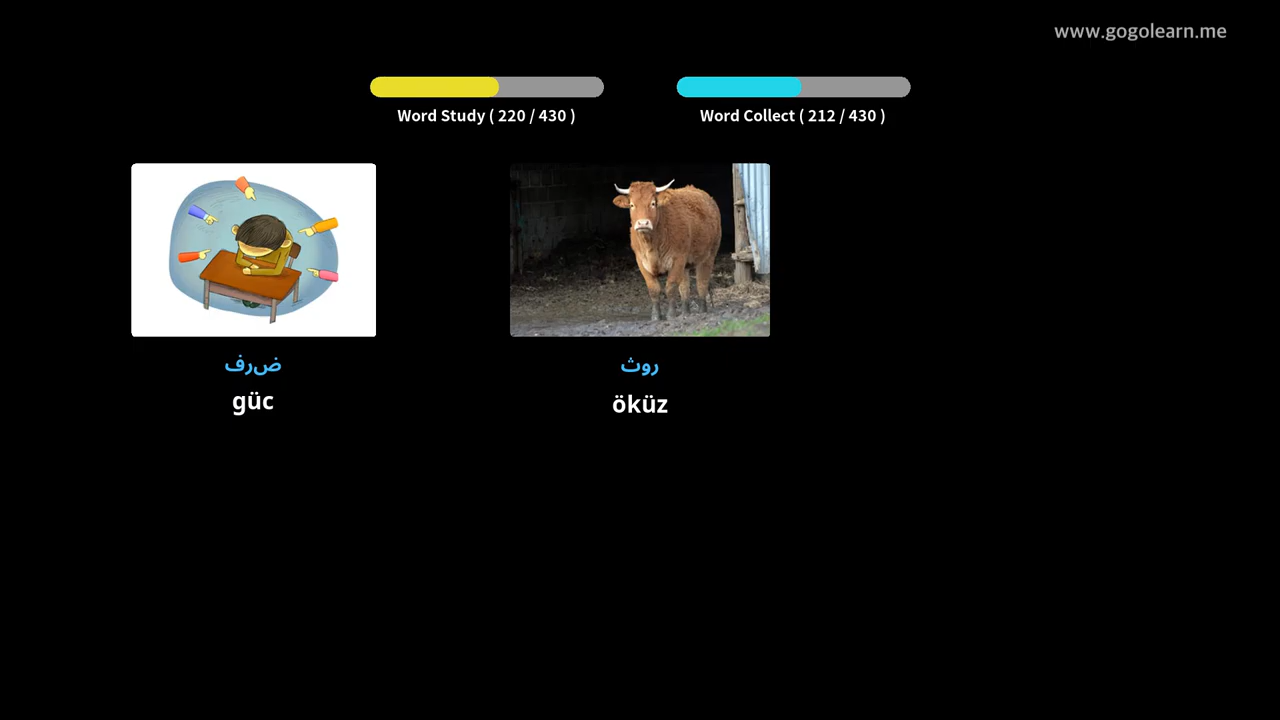 www.gogolearn.me
Word Study ( 220 / 430 )
Word Collect ( 212 / 430 )
ضرف
güc
روث
öküz